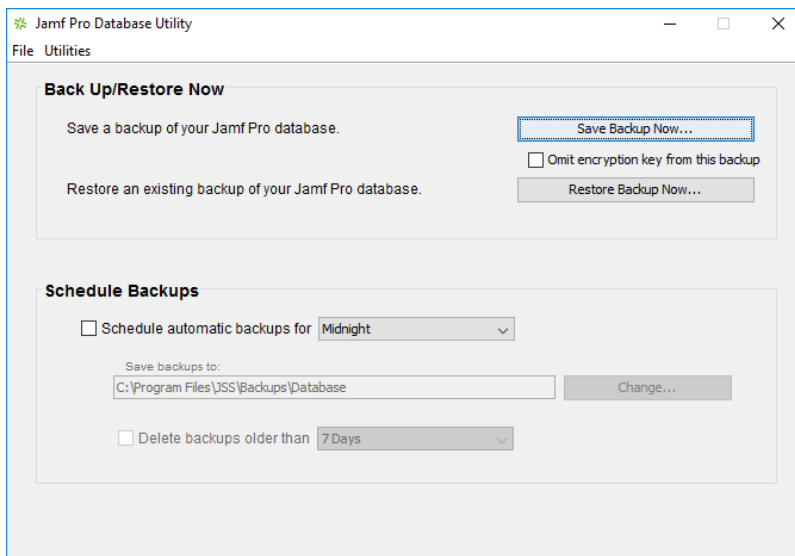 Jamf Pro Database Utility
File Utilities
Back Up/Restore Now
Save a backup of your Jamf Pro database.
Save Backup Now...
Omit encryption key from this backup
Restore an existing backup of your Jamf Pro database.
Restore Backup Now...
Schedule Backups
Schedule automatic backups for Midnight
Save backups to:
C:\Program Files\JSS\Backups\Database
Change...
Delete backups older than 7 Days